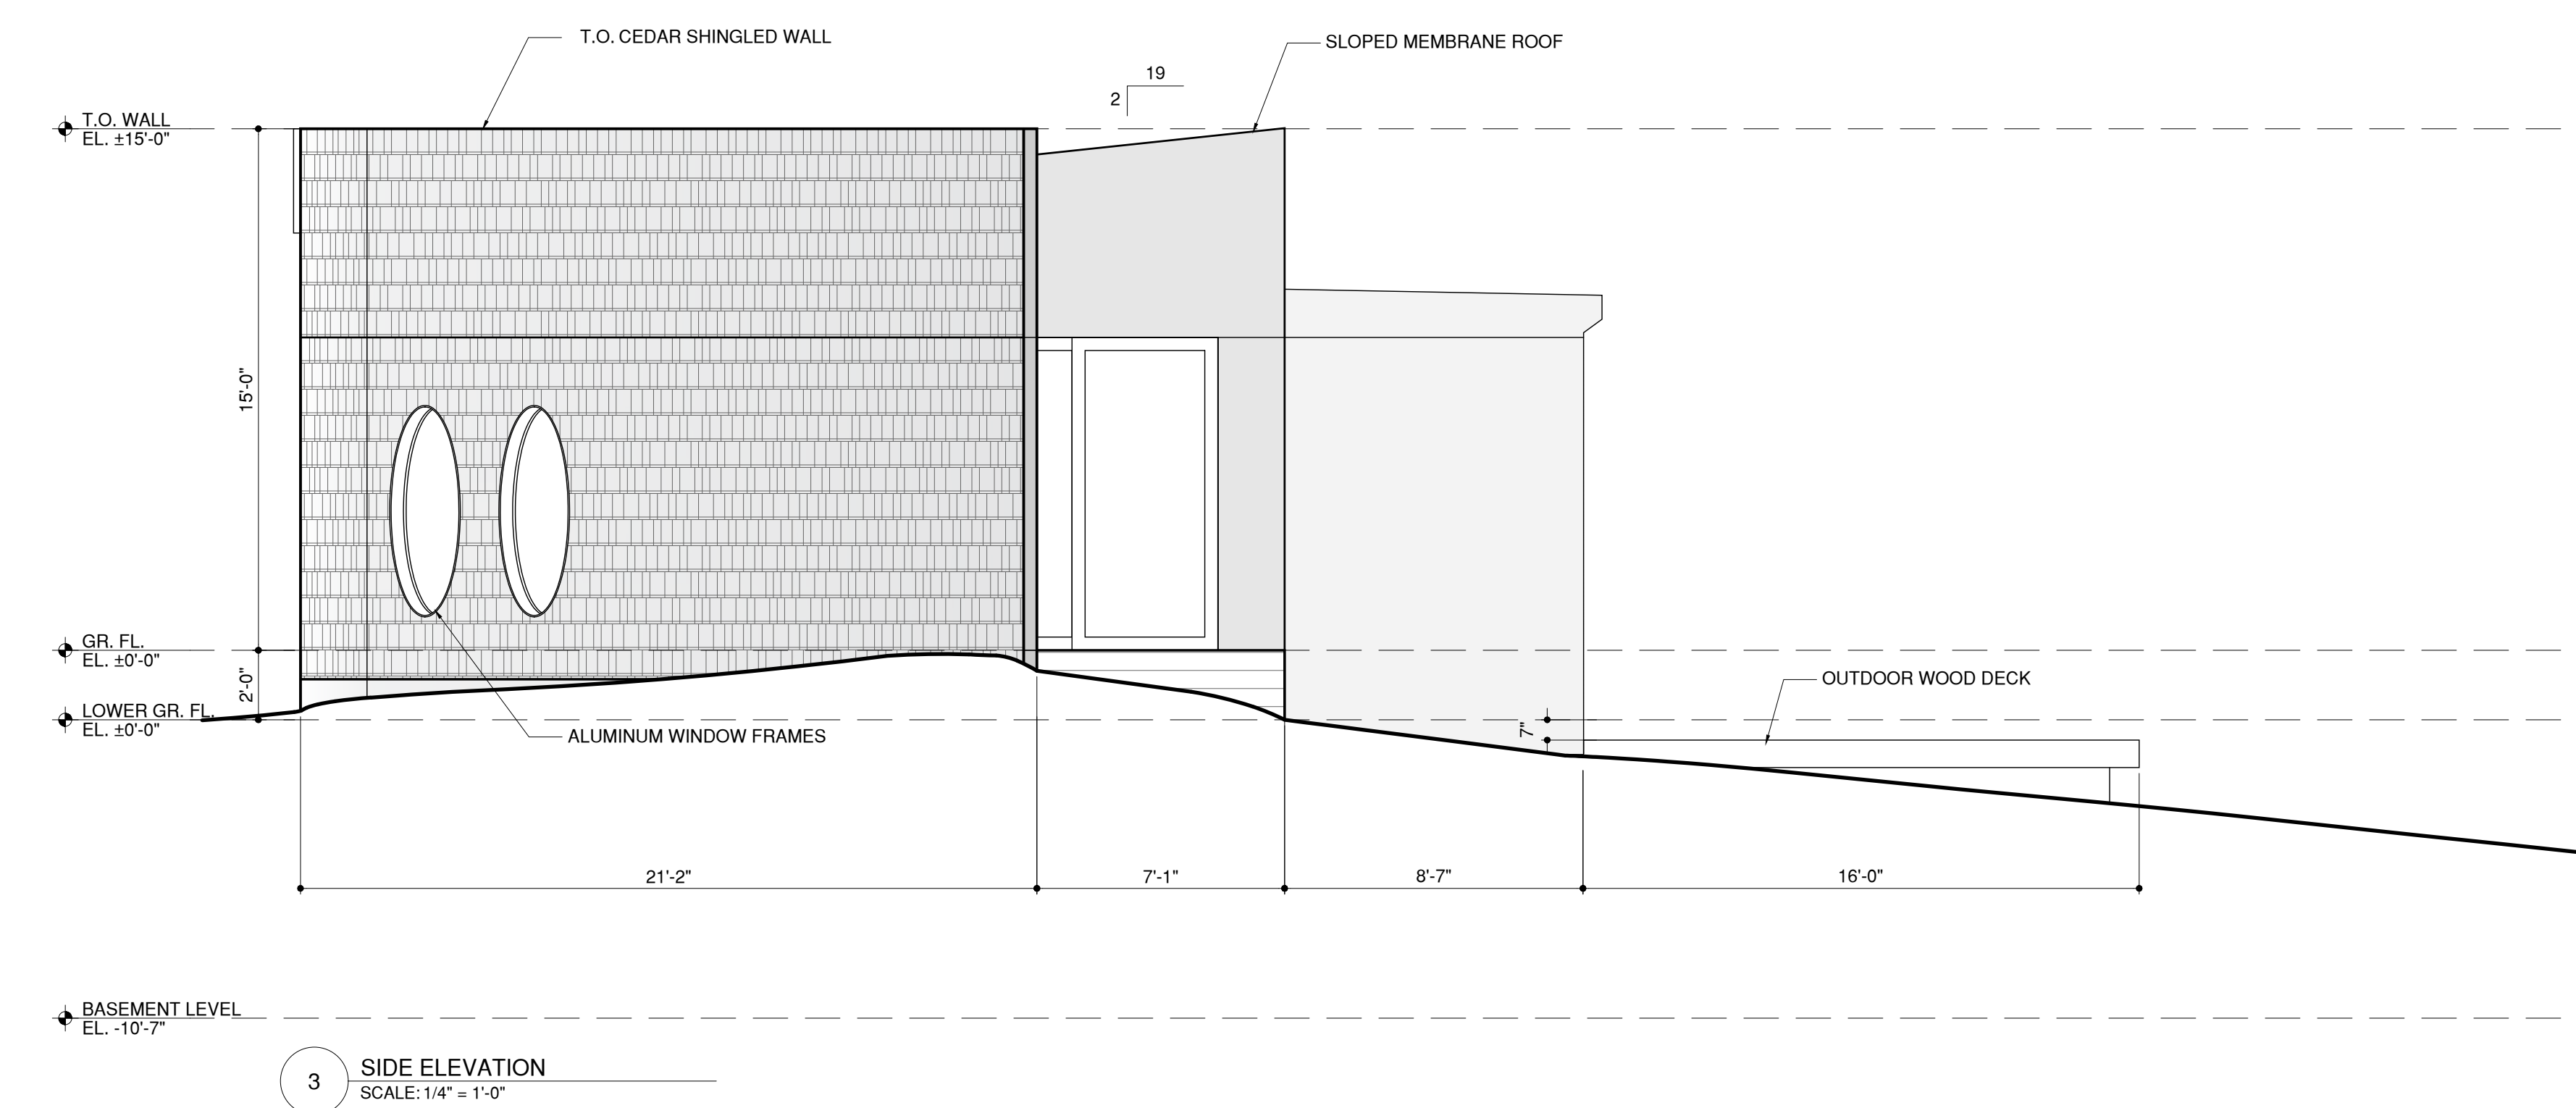 T.O. CEDAR SHINGLED WALL
SLOPED MEMBRANE ROOF
19
2
T.O. WALL
EL. ±15'-0"
15'-0"
GR. FL.
EL. ±0'-0"
2'-0"
LOWER GR. FL.
EL. ±0'-0"
ALUMINUM WINDOW FRAMES
7"
OUTDOOR WOOD DECK
21'-2"
7'-1"
8'-7"
16'-0"
BASEMENT LEVEL
EL. -10'-7"
3
SIDE ELEVATION
SCALE: 1/4" = 1'-0"